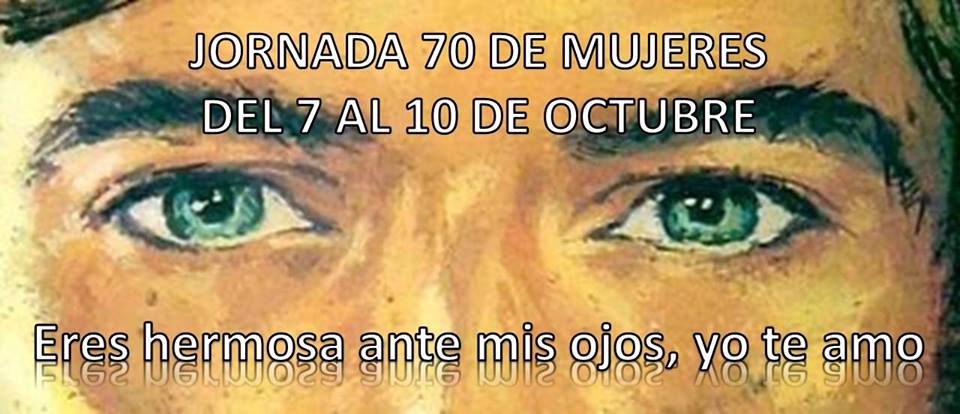 JORNADA 70 DE MUJERES
DEL 7 AL 10 DE OCTUBRE
Eres hermosa ante mis ojos, yo te amo